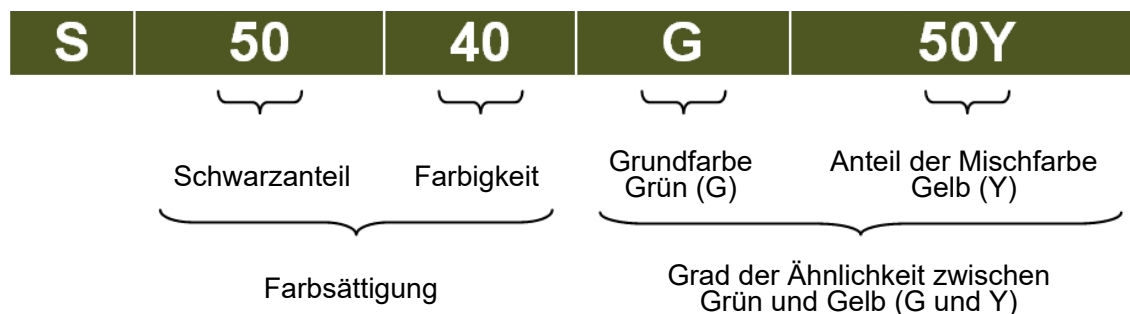 S 50 40 G 50Y
Schwarzanteil Farbigkeit Grundfarbe Grün (G) Anteil der Mischfarbe Gelb (Y)
Farbsättigung Grad der Ähnlichkeit zwischen
Grün und Gelb (G und Y)